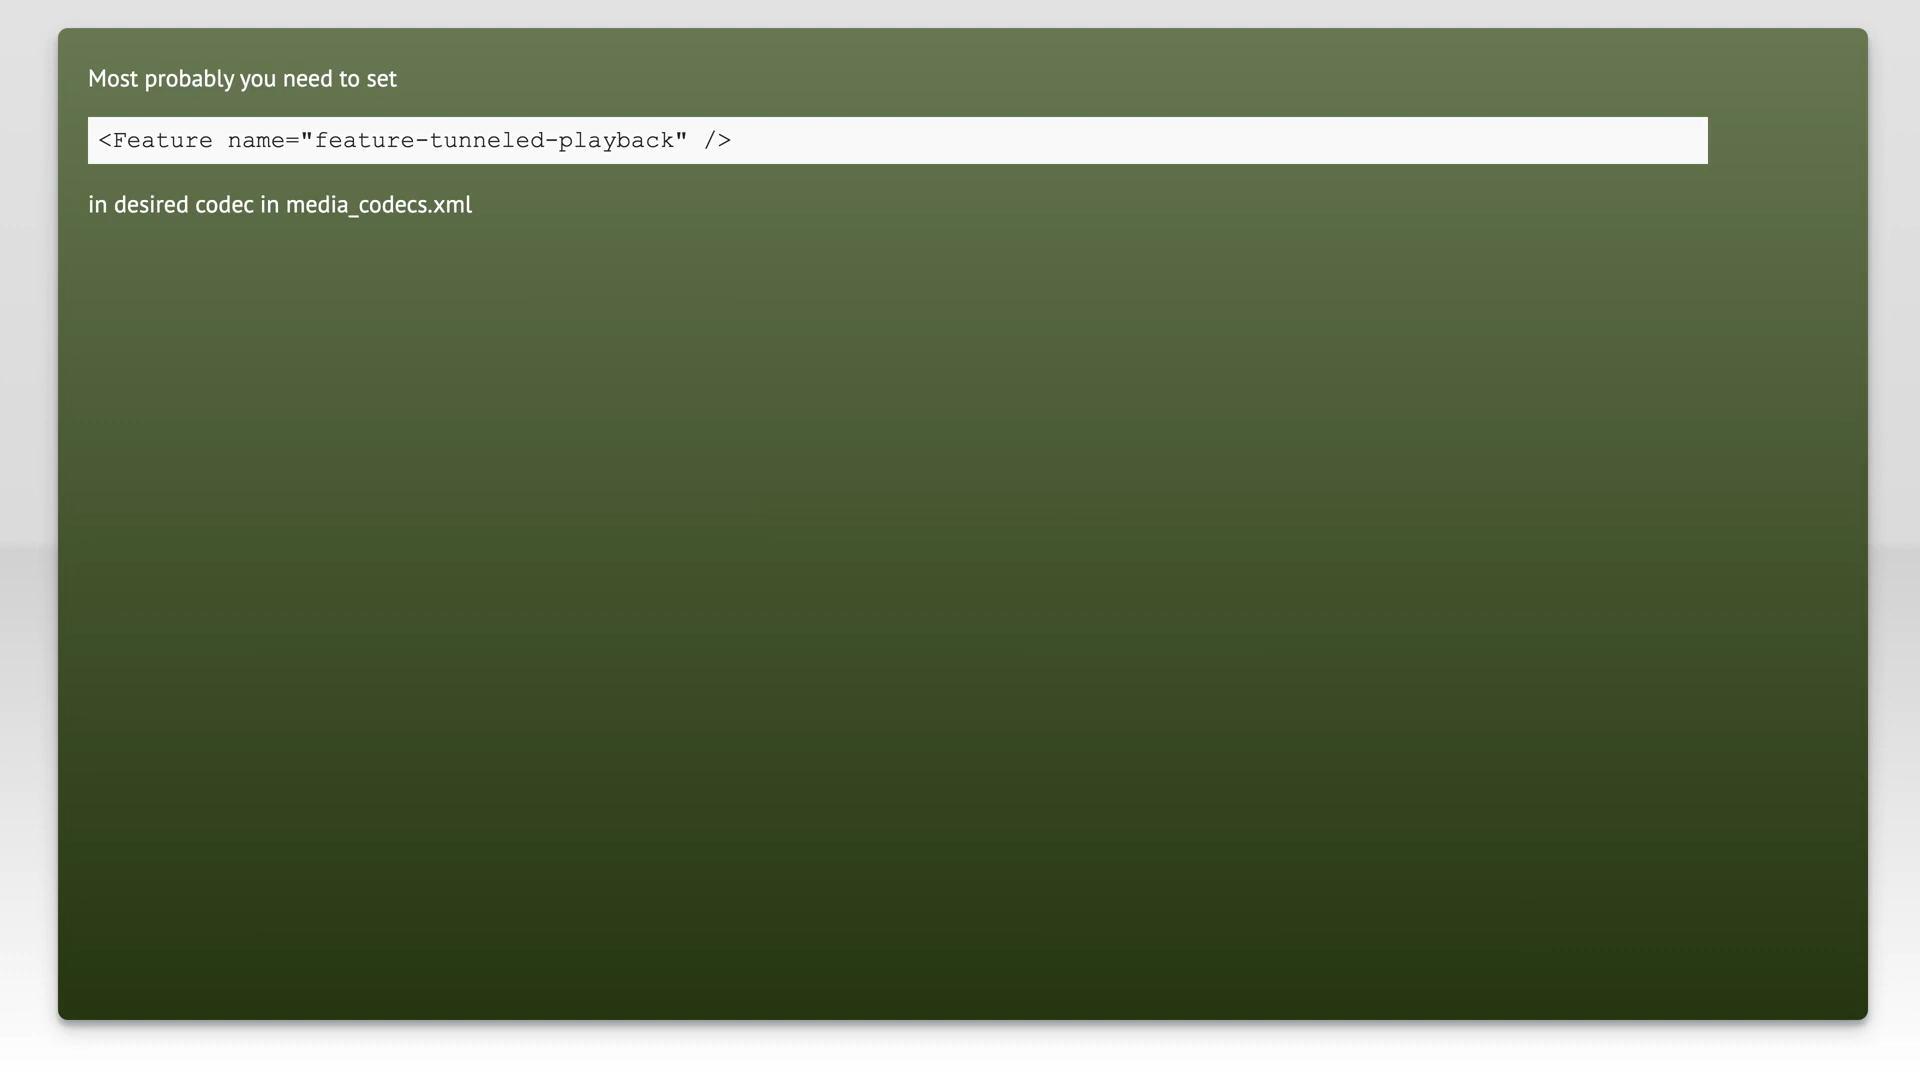 Most probably you need to set
<Feature name="feature-tunneled-playback" />
in desired codec in media_codecs.xml